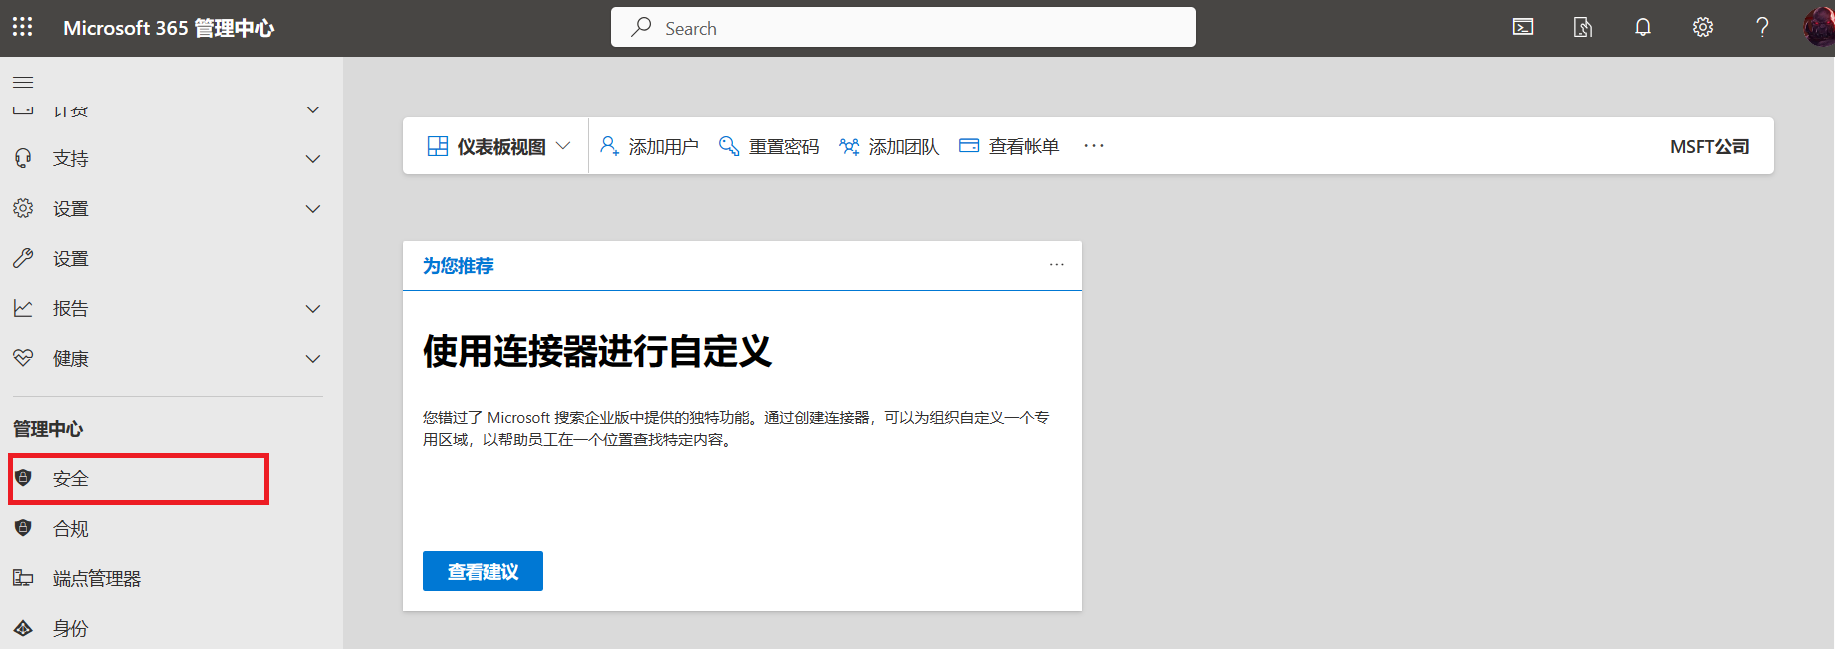 Microsoft 365 管理中心
Search
计费
支持
设置
设置
报告
健康
管理中心
安全
合规
端点管理器
身份
仪表板视图
添加用户
重置密码
添加团队
查看帐单
MSFT公司
为您推荐
使用连接器进行自定义
您错过了 Microsoft 搜索企业版中提供的独特功能。通过创建连接器，可以为组织自定义一个专
用区域，以帮助员工在一个位置查找特定内容。
查看建议